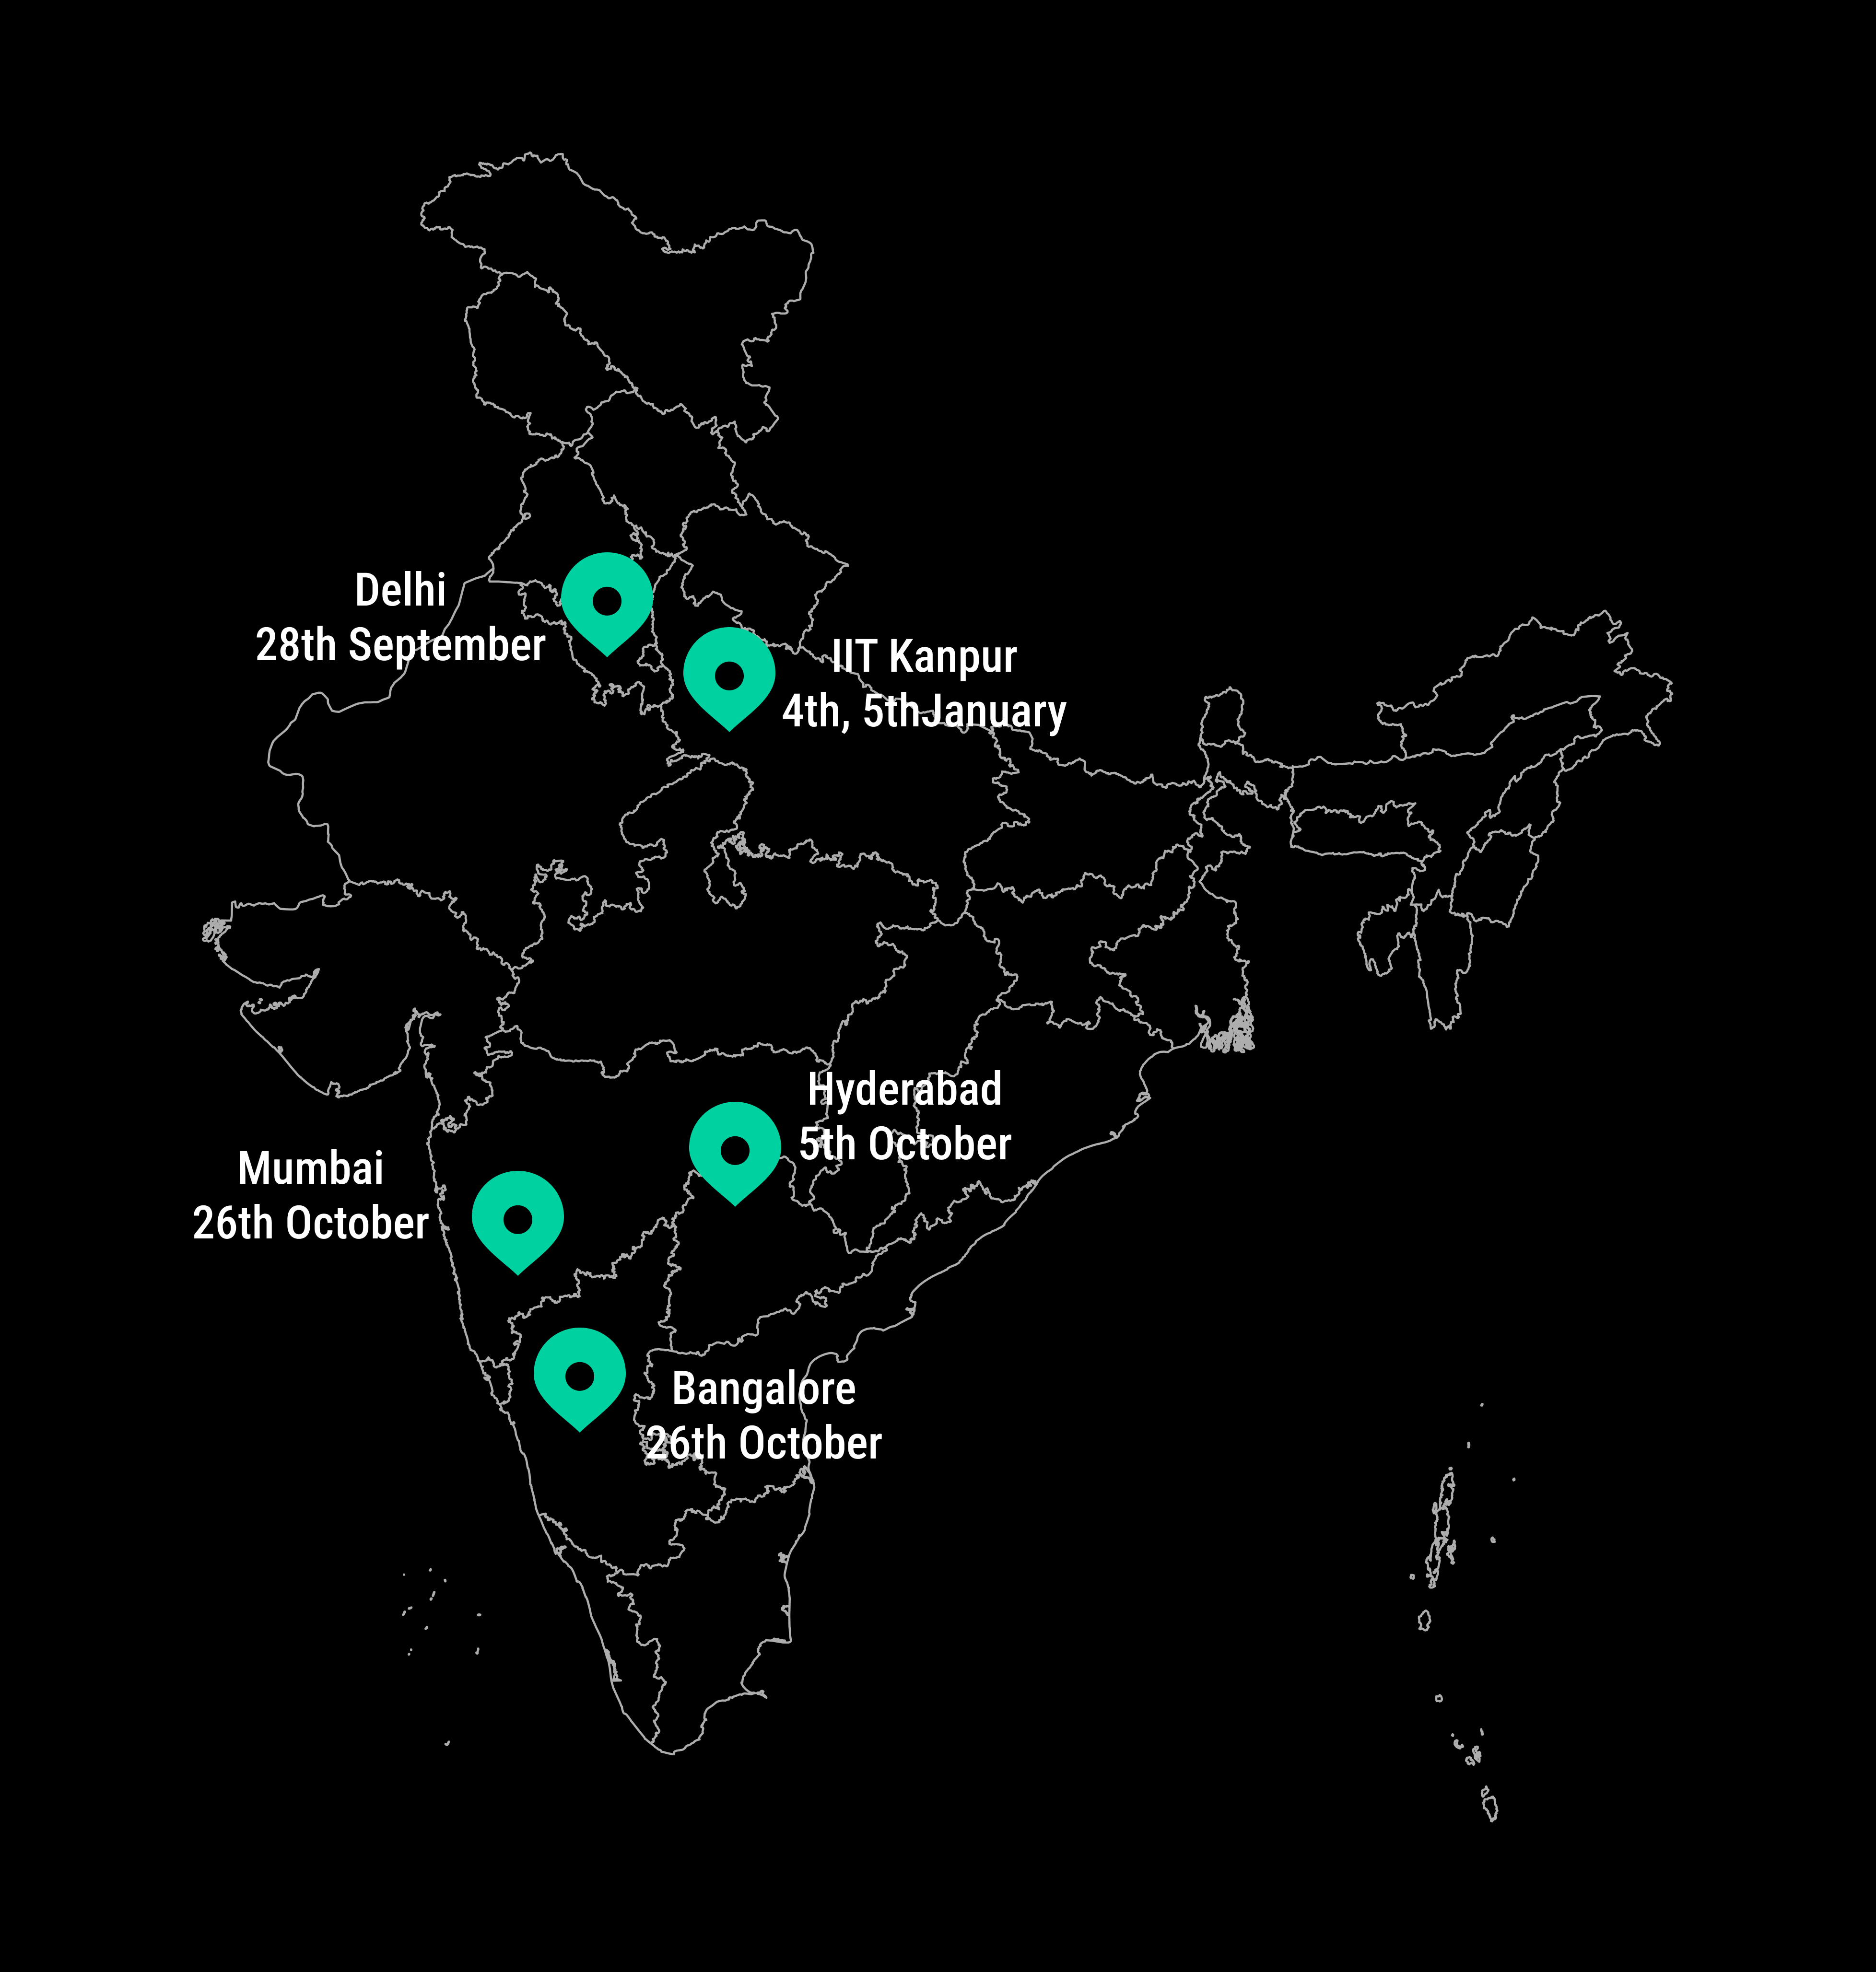 Delhi
28th September
IIT Kanpur
4th, 5thJanuary
Hyderabad
5th October
Mumbai
26th October
Bangalore
26th October